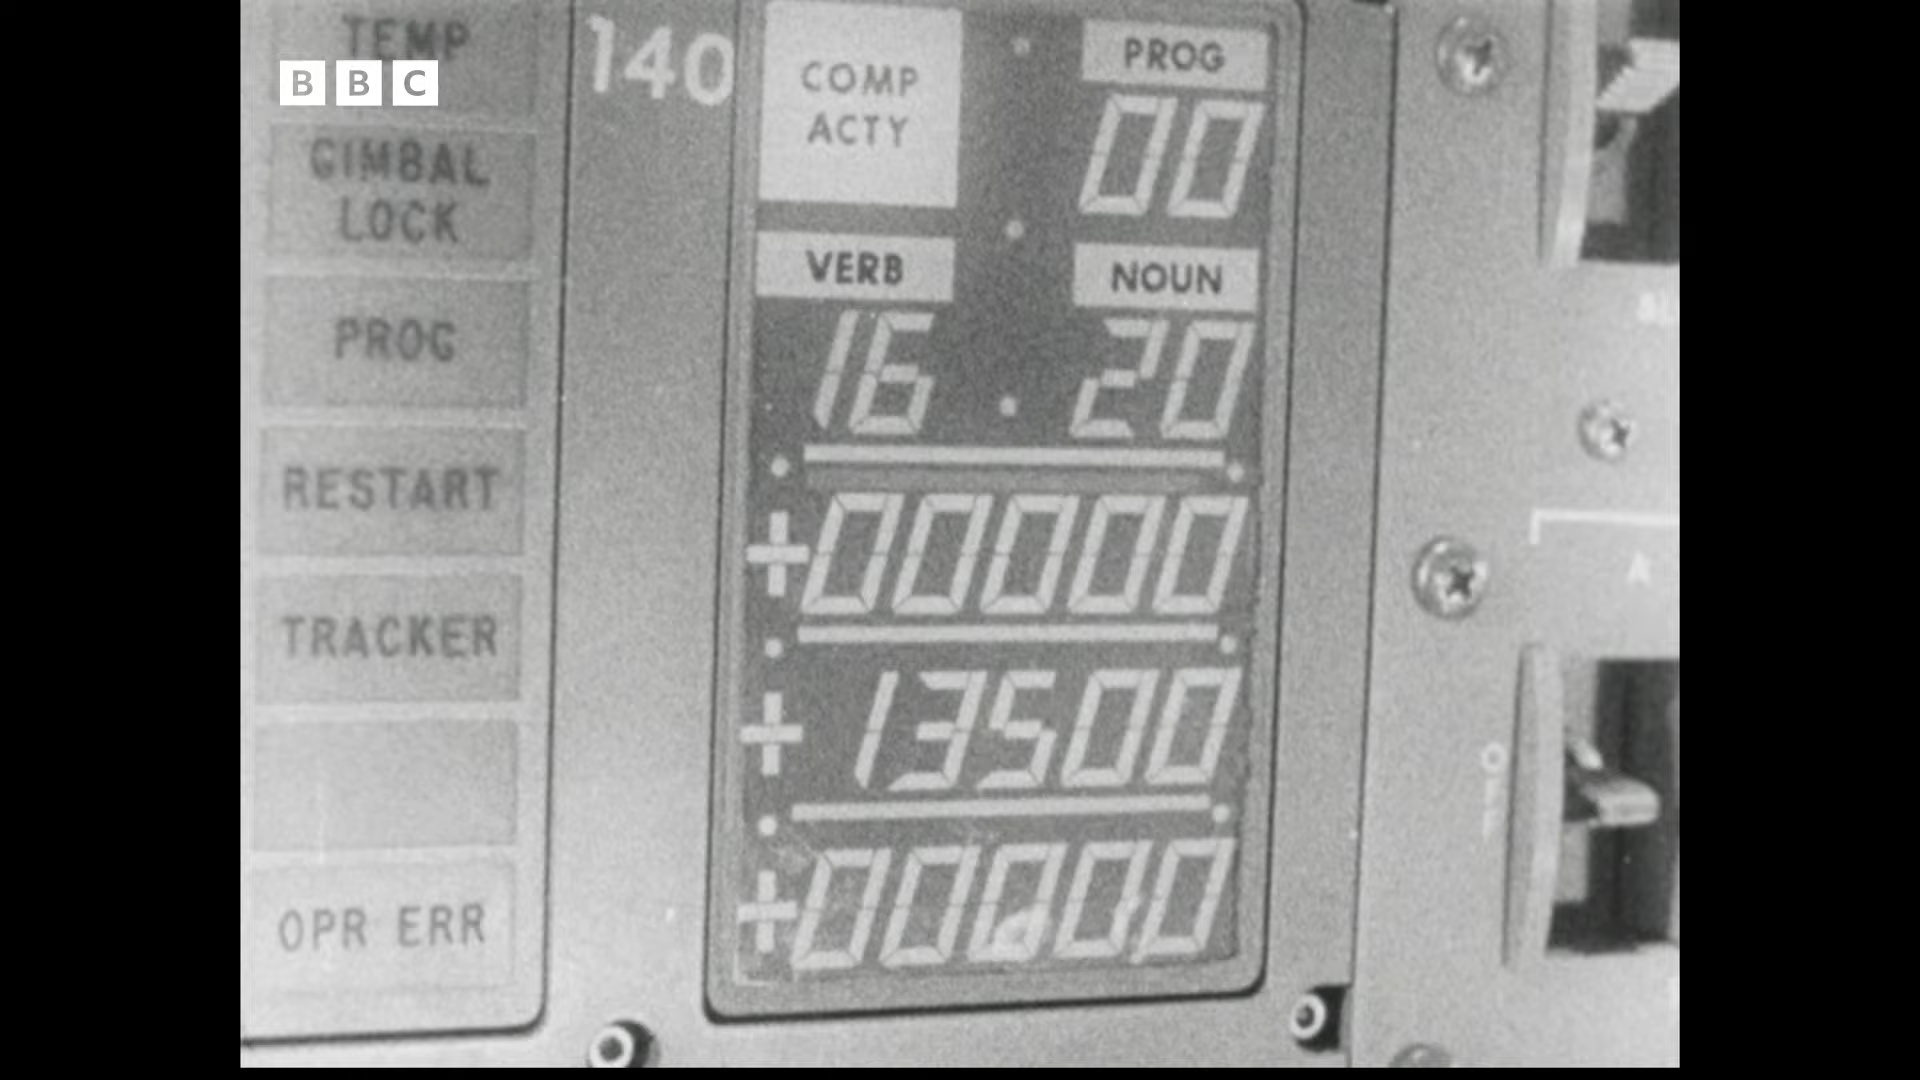 BBC
TEMP
GIMBAL
LOCK
PROG
RESTART
TRACKER
OPR ERR
140
COMP
ACTY
PROG
00
VERB
NOUN
16
20
+00000
+13500
+00000
A